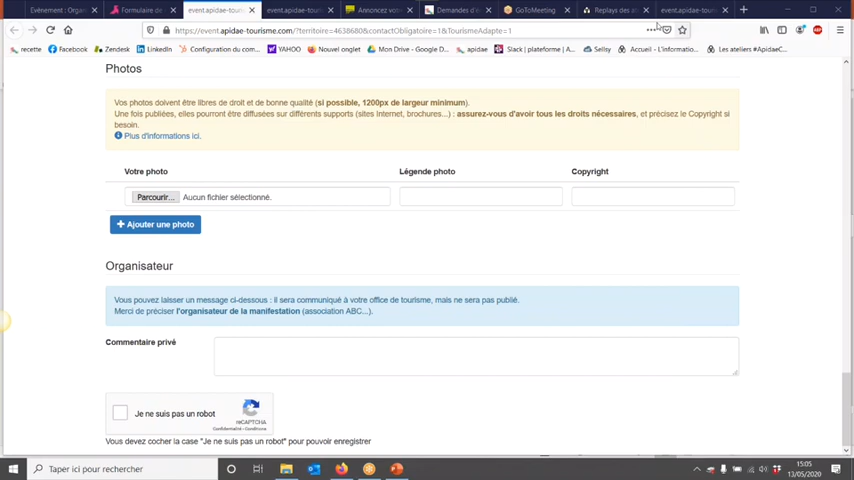 Evénement : Organi
Formulaire de
event.apidae-touris
event.apidae-touris
Annoncez votr
Demandes d'é
GoToMeeting
Replays des ate
event.apidae-touris
https://event.apidae-tourisme.com/?territoire=4638680&contactObligatoire=1&TourismeAdapte=1
recette Facebook Zendesk LinkedIn Configuration du com... YAHOO Nouvel onglet Mon Drive - Google D... apidae Slack | plateforme | A... Sellsy Accueil - L'informatio... Les ateliers #ApidaeC...
Photos
Vos photos doivent être libres de droit et de bonne qualité (si possible, 1200px de largeur minimum).
Une fois publiées, elles pourront être diffusées sur différents supports (sites Internet, brochures...) : assurez-vous d'avoir tous les droits nécessaires, et précisez le Copyright si
besoin.
Plus d'informations ici.
Votre photo Légende photo Copyright
Parcourir... Aucun fichier sélectionné.
Ajouter une photo
Organisateur
Vous pouvez laisser un message ci-dessous : il sera communiqué à votre office de tourisme, mais ne sera pas publié.
Merci de préciser l'organisateur de la manifestation (association ABC...).
Commentaire privé
Je ne suis pas un robot
reCAPTCHA
Confidentialité - Conditions
Vous devez cocher la case "Je ne suis pas un robot" pour pouvoir enregistrer
Taper ici pour rechercher
15:05
13/05/2020